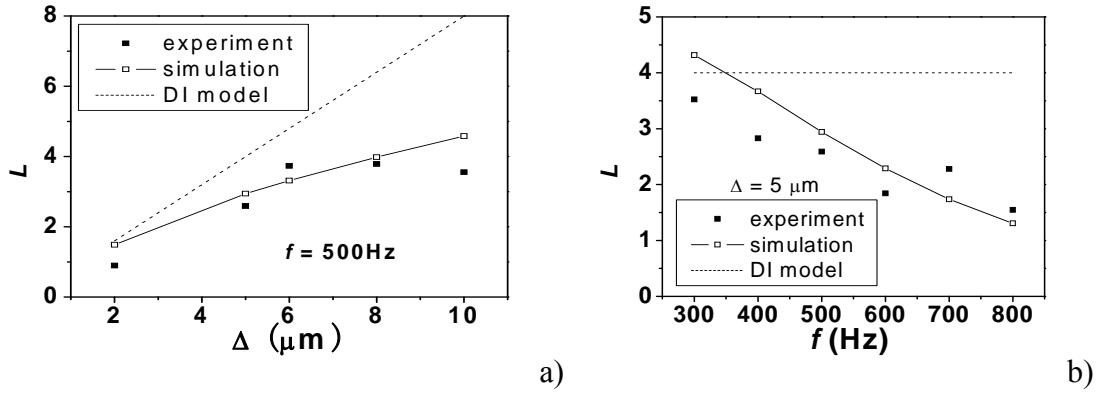 8
6
4
2
0
L
experiment
simulation
DI model
f = 500Hz
2 4 6 8 10
Δ (μm)
a)
5
4
3
2
1
0
L
Δ = 5 μm
experiment
simulation
DI model
300 400 500 600 700 800
f (Hz)
b)